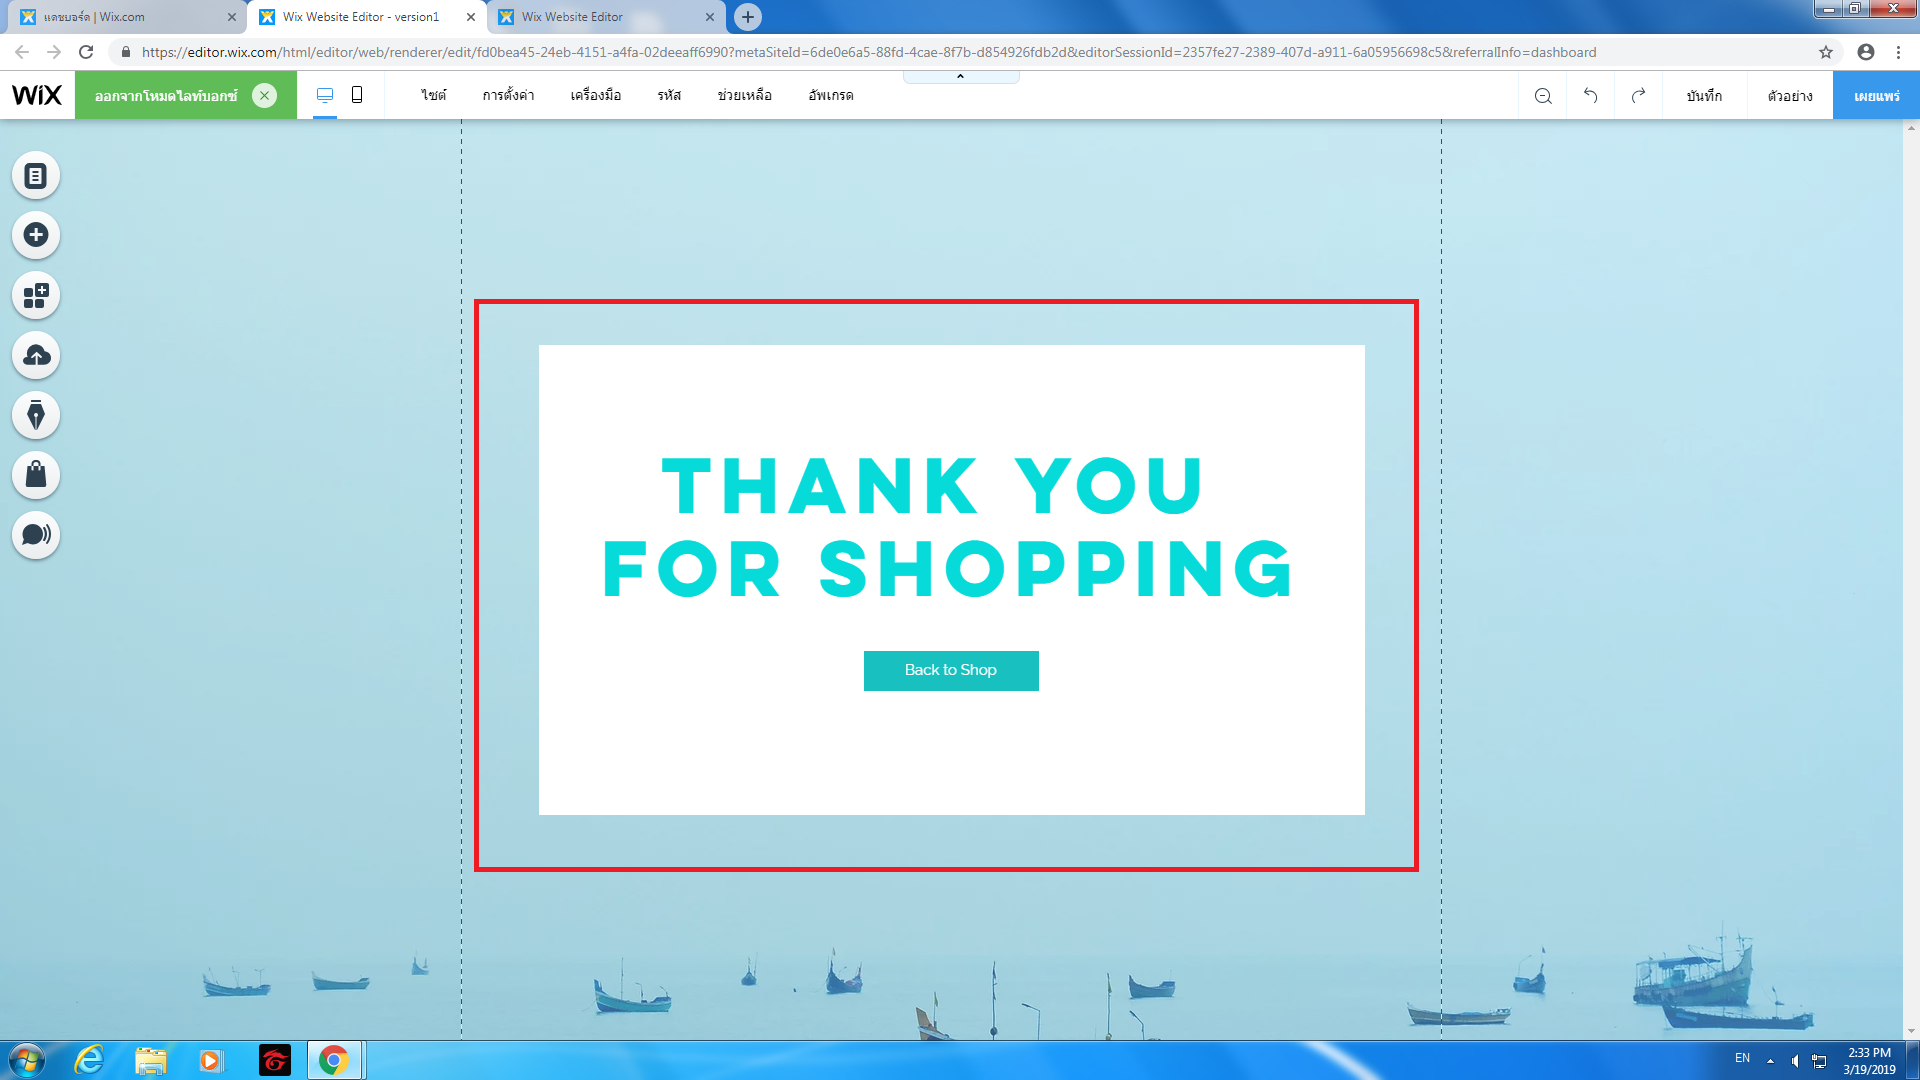 แดชบอร์ด | Wix.com
Wix Website Editor - version1
Wix Website Editor
https://editor.wix.com/html/editor/web/renderer/edit/fd0bea45-24eb-4151-a4fa-02deeaff6990?metaSiteId=6de0e6a5-88fd-4cae-8f7b-d854926fdb2d&editorSessionId=2357fe27-2389-407d-a911-6a05956698c5&referralInfo=dashboard
WiX ออกจากโหมดไลท์บอกซ์ ไซต์ การตั้งค่า เครื่องมือ รหัส ช่วยเหลือ อัพเกรด บันทึก ตัวอย่าง เผยแพร่
THANK YOU
FOR SHOPPING
Back to Shop
EN
2:33 PM
3/19/2019